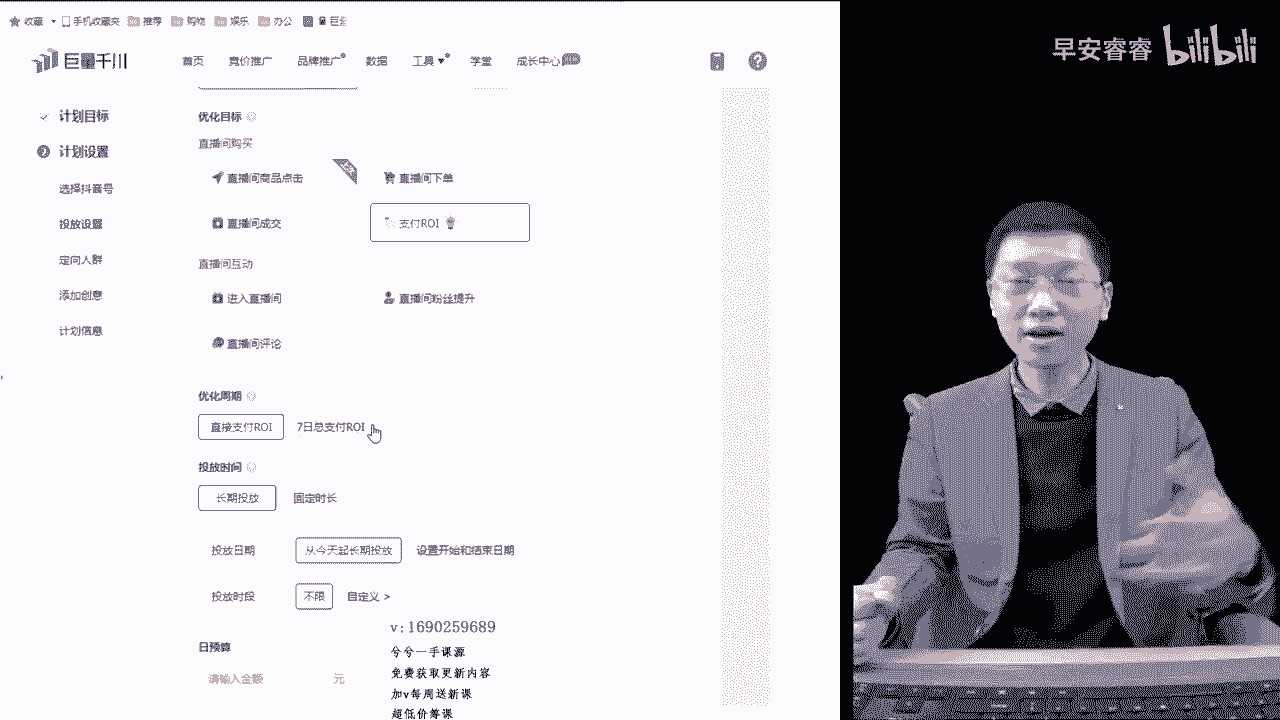 收藏 手机收藏夹 推荐 购物 娱乐 办公 巨量
巨量千川 首页 竞价推广 品牌推广 数据 工具 学堂 成长中心
早安睿睿 bilibili
计划目标
计划设置
选择抖音号
投放设置
定向人群
添加创意
计划信息
优化目标
直播间购买
直播间商品点击 直播间下单
直播间成交 支付ROI
直播间互动
进入直播间 直播间粉丝提升
直播间评论
优化周期
直接支付ROI 7日总支付ROI
投放时间
长期投放 固定时长
投放日期 从今天起长期投放 设置开始和结束日期
投放时段 不限 自定义 >
日预算
请输入金额 元
v:1690259689
兮兮一手课源
免费获取更新内容
加v每周送新课
超低价筹课